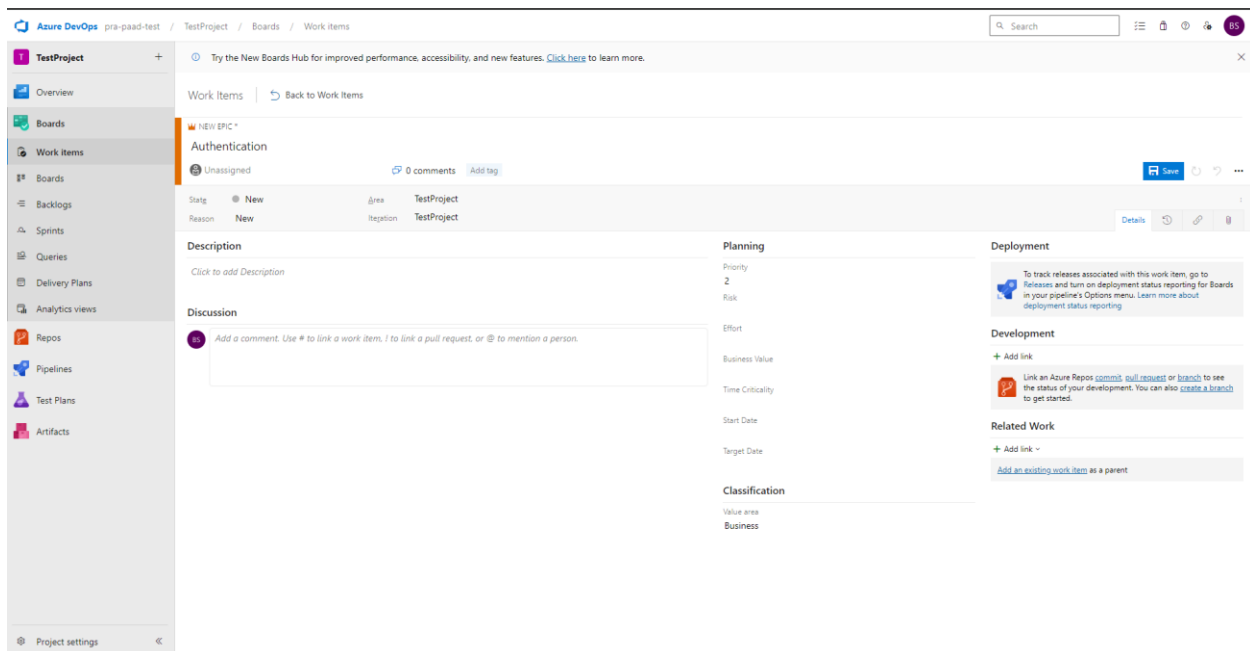 Azure DevOps pra-paad-test / TestProject / Boards / Work items
Search
BS
T TestProject +
Try the New Boards Hub for improved performance, accessibility, and new features. Click here to learn more.
Overview
Boards
Work items
Boards
Backlogs
Sprints
Queries
Delivery Plans
Analytics views
Repos
Pipelines
Test Plans
Artifacts
Project settings
Work Items
Back to Work Items
NEW EPIC *
Authentication
Unassigned
0 comments
Add tag
Save
State New
Area TestProject
Reason New
Iteration TestProject
Details
Description
Click to add Description
Discussion
BS
Add a comment. Use # to link a work item, ! to link a pull request, or @ to mention a person.
Planning
Priority
2
Risk
Effort
Business Value
Time Criticality
Start Date
Target Date
Classification
Value area
Business
Deployment
To track releases associated with this work item, go to
Releases and turn on deployment status reporting for Boards
in your pipeline's Options menu. Learn more about
deployment status reporting
Development
+ Add link
Link an Azure Repos commit, pull request or branch to see
the status of your development. You can also create a branch
to get started.
Related Work
+ Add link
Add an existing work item as a parent